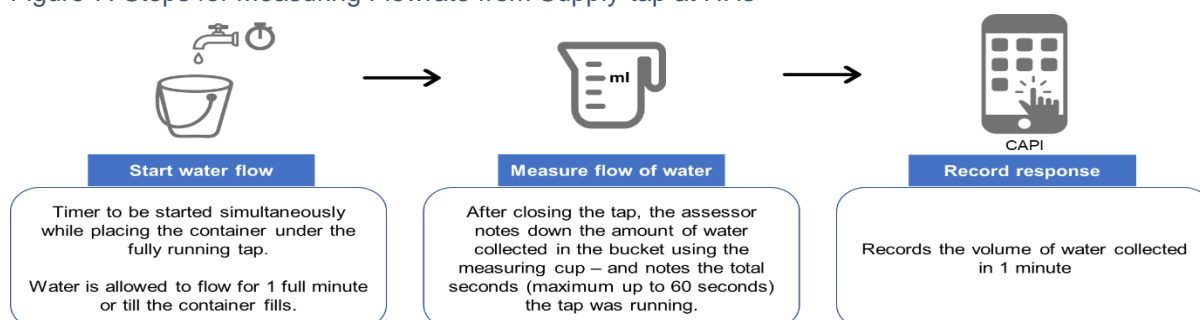 Figure Steps for Measuring Flowrate from Supply tap at HHs
ml
CAPI
Start water flow
Timer to be started simultaneously
while placing the container under the
fully running tap.
Water is allowed to flow for 1 full minute
or till the container fills.
Measure flow of water
After closing the tap, the assessor
notes down the amount of water
collected in the bucket using the
measuring cup – and notes the total
seconds (maximum up to 60 seconds)
the tap was running.
Record response
Records the volume of water collected
in 1 minute